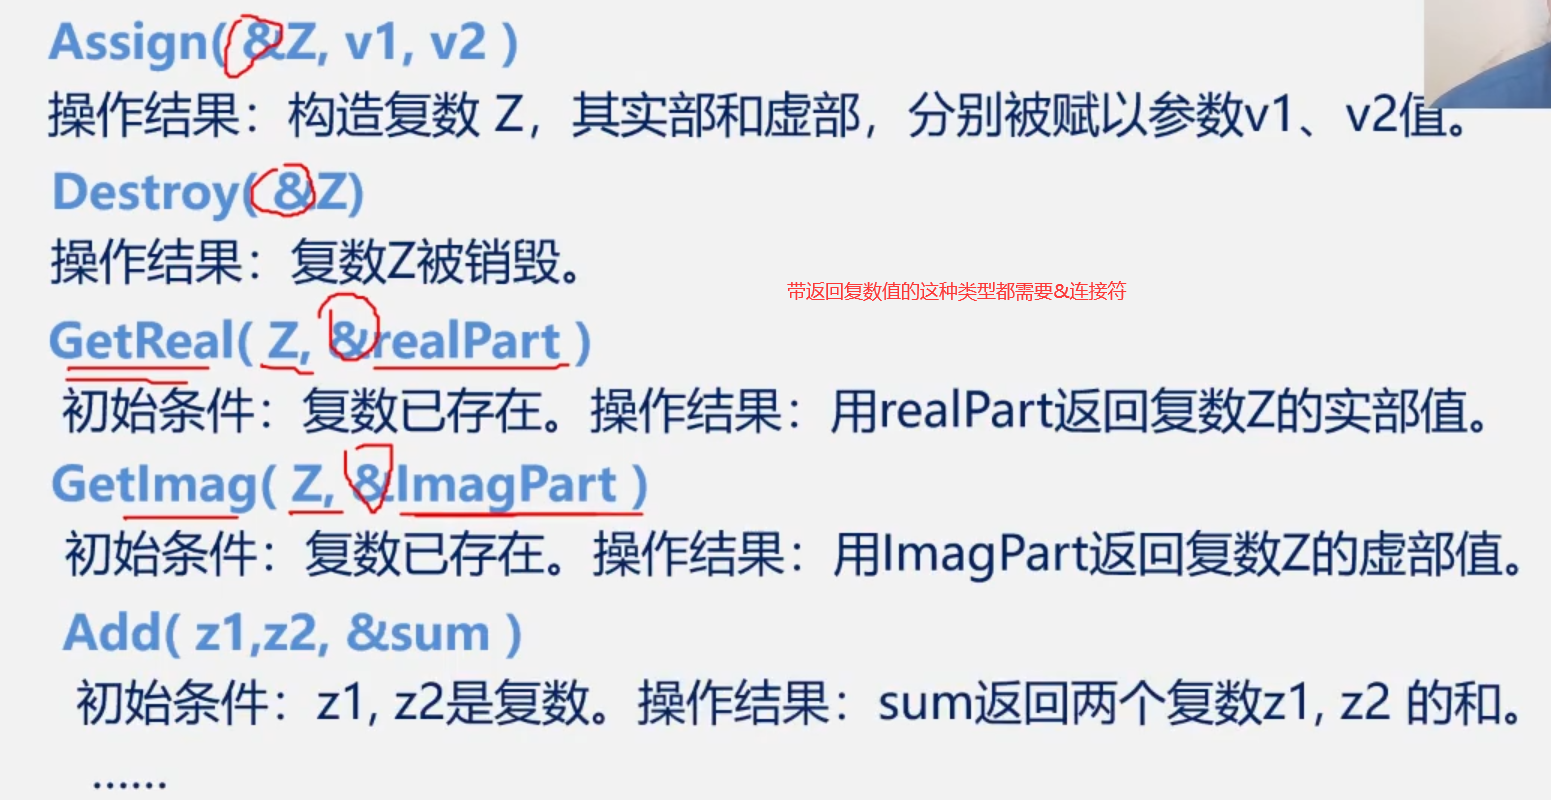 Assign( &Z, v1, v2 )
操作结果：构造复数 Z，其实部和虚部，分别被赋以参数v1、v2值。
Destroy( &Z)
操作结果：复数Z被销毁。
带返回复数值的这种类型都需要&连接符
GetReal( Z, &realPart )
初始条件：复数已存在。操作结果：用realPart返回复数Z的实部值。
GetImag( Z, &ImagPart )
初始条件：复数已存在。操作结果：用ImagPart返回复数Z的虚部值。
Add( z1,z2, &sum )
初始条件：z1, z2是复数。操作结果：sum返回两个复数z1, z2 的和。
……